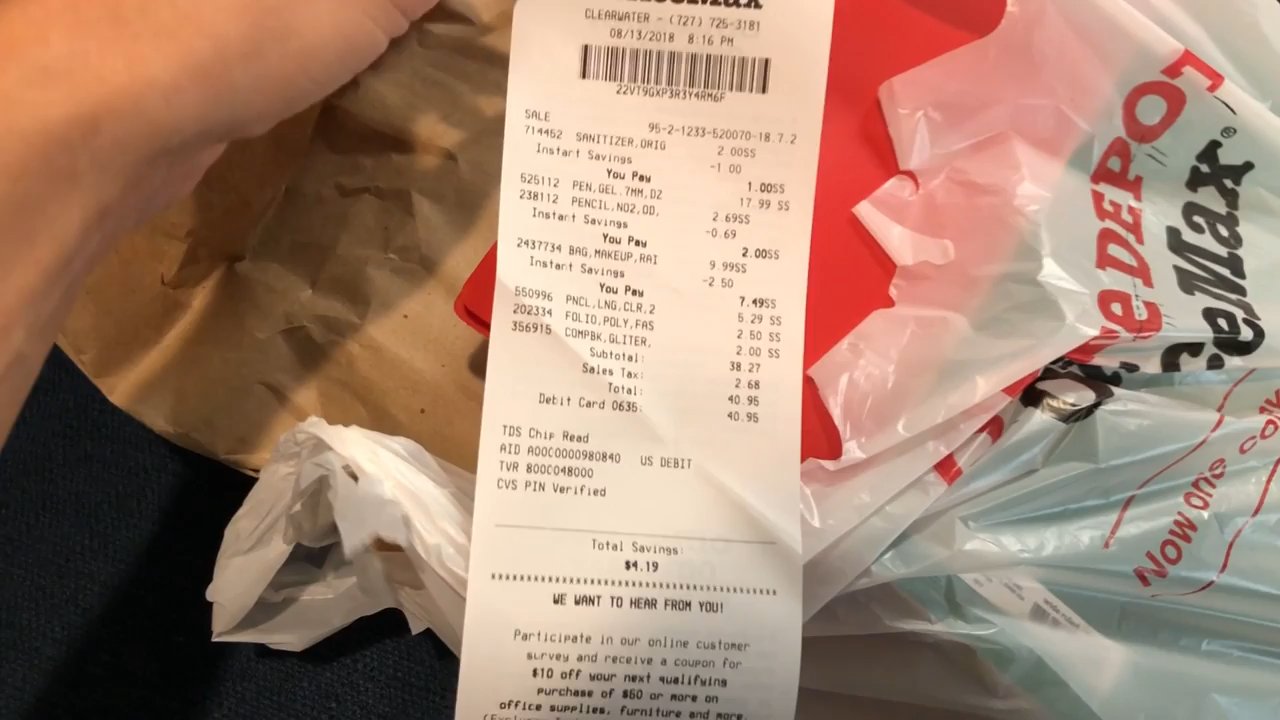 CLEARWATER - (727) 725-3181
08/13/2018 8:16 PM
22VT9GXP3R3Y4RM6F
SALE 95-2-1233-520070-18.7.2
714462 SANITIZER,ORIG 2.00SS
Instant Savings -1.00
You Pay 1.00SS
525112 PEN,GEL.7MM,DZ 17.99 SS
238112 PENCIL,NO2,OD, 2.69SS
Instant Savings -0.69
You Pay 2.00SS
2437734 BAG,MAKEUP,RAI 9.99SS
Instant Savings -2.50
You Pay 7.49SS
550996 PNCL,LNG,CLR,2 5.29 SS
202334 FOLIO,POLY,FAS 2.50 SS
356915 COMPBK,GLITER, 2.00 SS
Subtotal: 38.27
Sales Tax: 2.68
Total: 40.95
Debit Card 0635: 40.95
TDS Chip Read
AID A0000000980840 US DEBIT
TVR 8000048000
CVS PIN Verified
Total Savings:
$4.19
WE WANT TO HEAR FROM YOU!
Participate in our online customer
survey and receive a coupon for
$10 off your next qualifying
purchase of $60 or more on
office supplies, furniture and more.
DEPOT
ceMax®
Now one